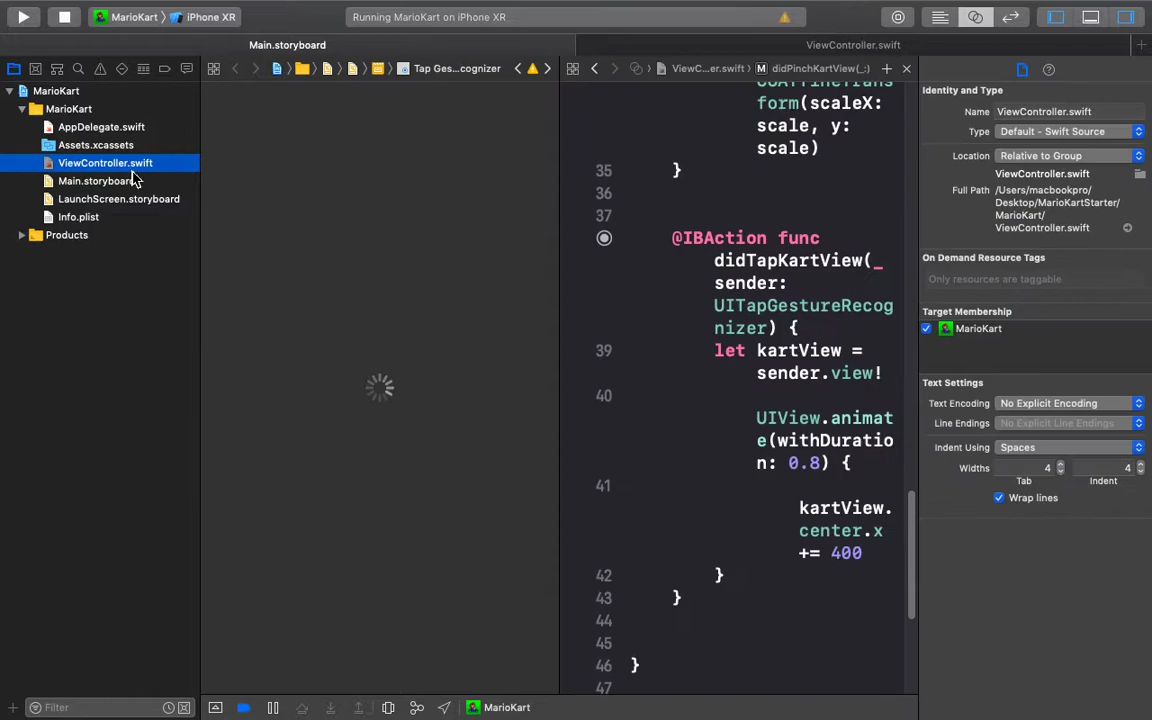 MarioKart > iPhone XR
Running MarioKart on iPhone XR
Main.storyboard
ViewController.swift
Tap Ges...cognizer
ViewC...er.swift
M didPinchKartView(_:)
MarioKart
MarioKart
AppDelegate.swift
Assets.xcassets
ViewController.swift
Main.storyboard
LaunchScreen.storyboard
Info.plist
Products
form(scaleX:
scale, y:
scale)
35 }
36
37
@IBAction func
didTapKartView(_
sender:
UITapGestureRecog
nizer) {
39 let kartView =
sender.view!
40
UIView.animat
e(withDuratio
n: 0.8) {
41
kartView.
center.x
+= 400
42 }
43 }
44
45
46 }
47
Identity and Type
Name ViewController.swift
Type Default - Swift Source
Location Relative to Group
ViewController.swift
Full Path /Users/macbookpro/
Desktop/MarioKartStarter/
MarioKart/
ViewController.swift
On Demand Resource Tags
Only resources are taggable
Target Membership
MarioKart
Text Settings
Text Encoding No Explicit Encoding
Line Endings No Explicit Line Endings
Indent Using Spaces
Widths 4 4
Tab Indent
Wrap lines
Filter
MarioKart